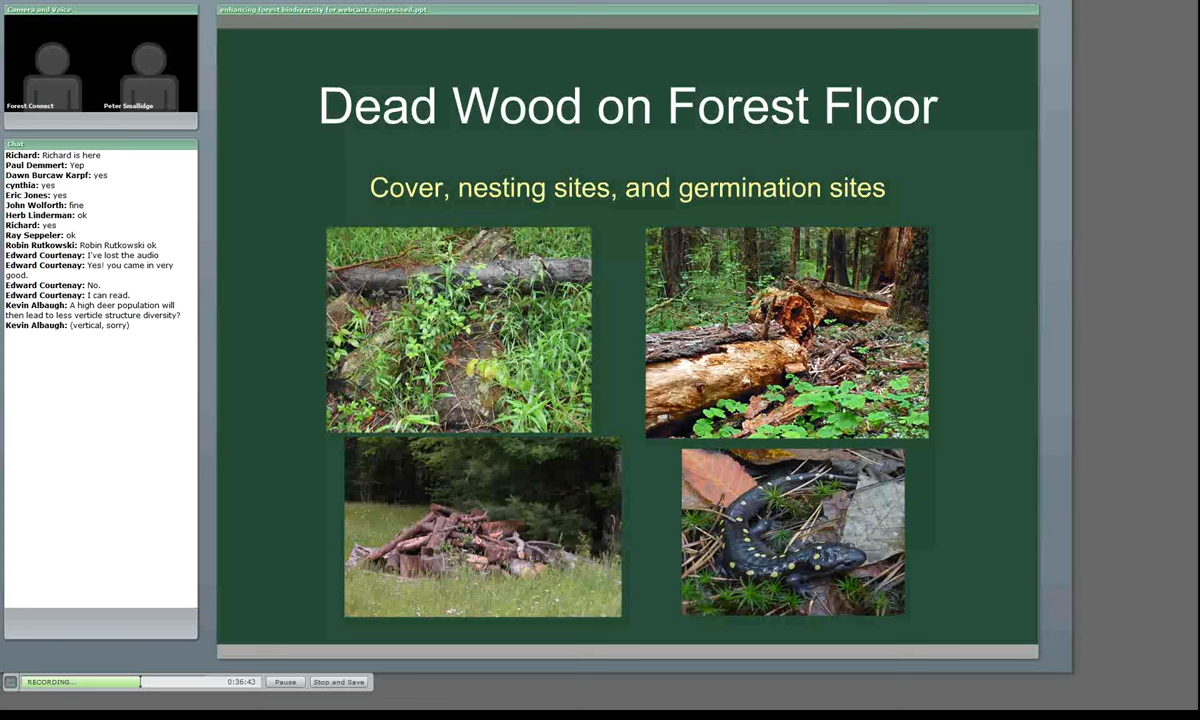 Camera and Voice
Forest Connect
Peter Smallidge
Chat
Richard: Richard is here
Paul Demmert: Yep
Dawn Burcaw Karpf: yes
cynthia: yes
Eric Jones: yes
John Wolforth: fine
Herb Linderman: ok
Richard: yes
Ray Seppeler: ok
Robin Rutkowski: Robin Rutkowski ok
Edward Courtenay: I've lost the audio
Edward Courtenay: Yes! you came in very
good.
Edward Courtenay: No.
Edward Courtenay: I can read.
Kevin Albaugh: A high deer population will
then lead to less verticle structure diversity?
Kevin Albaugh: (vertical, sorry)
enhancing forest biodiversity for webcast compressed.ppt
Dead Wood on Forest Floor
Cover, nesting sites, and germination sites
RECORDING...
0:36:43
Pause
Stop and Save